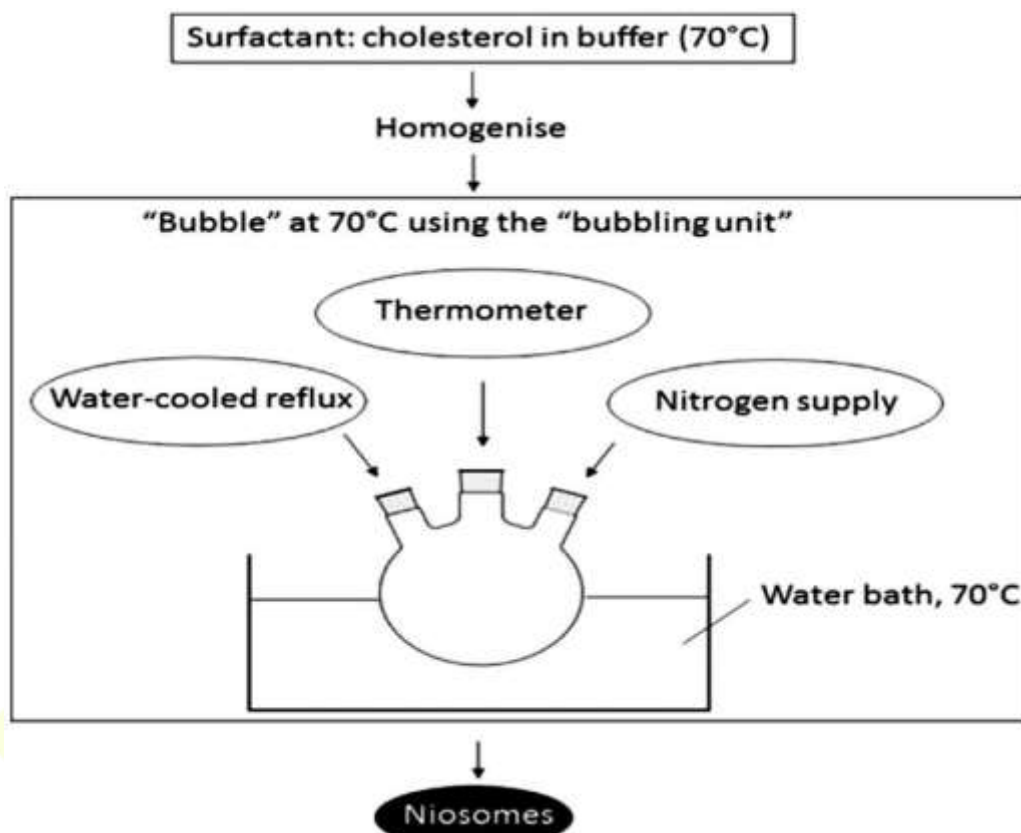 Surfactant: cholesterol in buffer (70°C)
Homogenise
“Bubble” at 70°C using the “bubbling unit”
Thermometer
Water-cooled reflux
Nitrogen supply
Water bath, 70°C
Niosomes